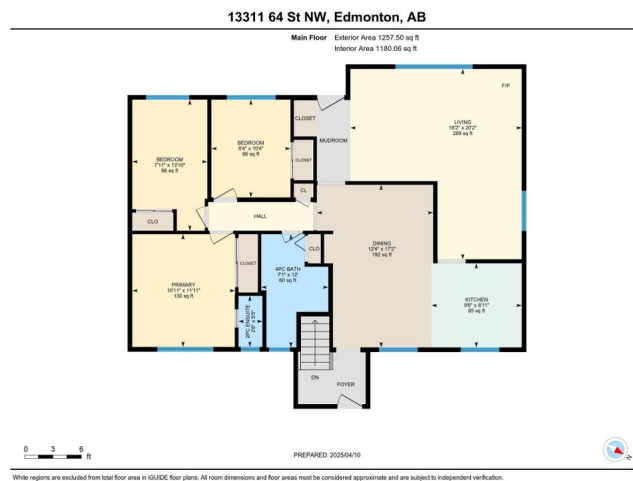 13311 64 St NW, Edmonton, AB
Main Floor Exterior Area 1257.50 sq ft
Interior Area 1180.06 sq ft
F/P
CLOSET
MUDROOM
LIVING
18'2" x 20'2"
289 sq ft
BEDROOM
8'4" x 10'4"
86 sq ft
CLOSET
BEDROOM
7'11" x 13'10"
96 sq ft
CL
HALL
CLO
DINING
12'4" x 17'2"
192 sq ft
CLO
4PC BATH
7'1" x 12'
60 sq ft
CLOSET
PRIMARY
10'11" x 11'11"
130 sq ft
KITCHEN
9'6" x 8'11"
85 sq ft
2PC ENSUITE
DN
FOYER
0 3 6
ft
PREPARED: 2025/04/10
N
White regions are excluded from total floor area in iGUIDE floor plans. All room dimensions and floor areas must be considered approximate and are subject to independent verification.